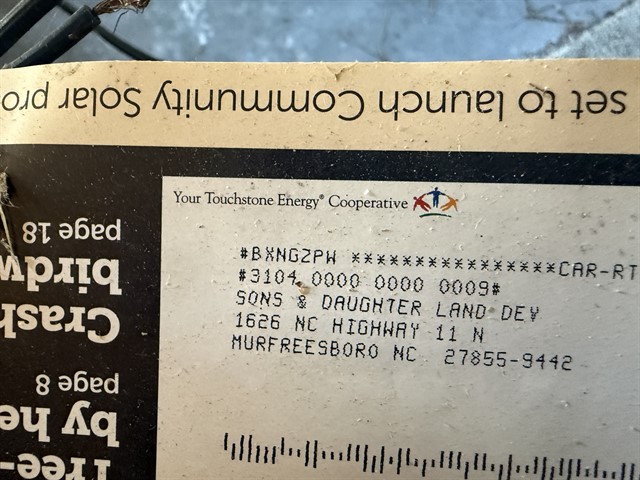 set to launch Community Solar pro
Your Touchstone Energy® Cooperative
#BXNGZPW ****************CAR-RT
#3104 0000 0000 0009#
SONS & DAUGHTER LAND DEV
1626 NC HIGHWAY 11 N
MURFREESBORO NC 27855-9442
free-
by he
page 8
Crash
birdw
page 18